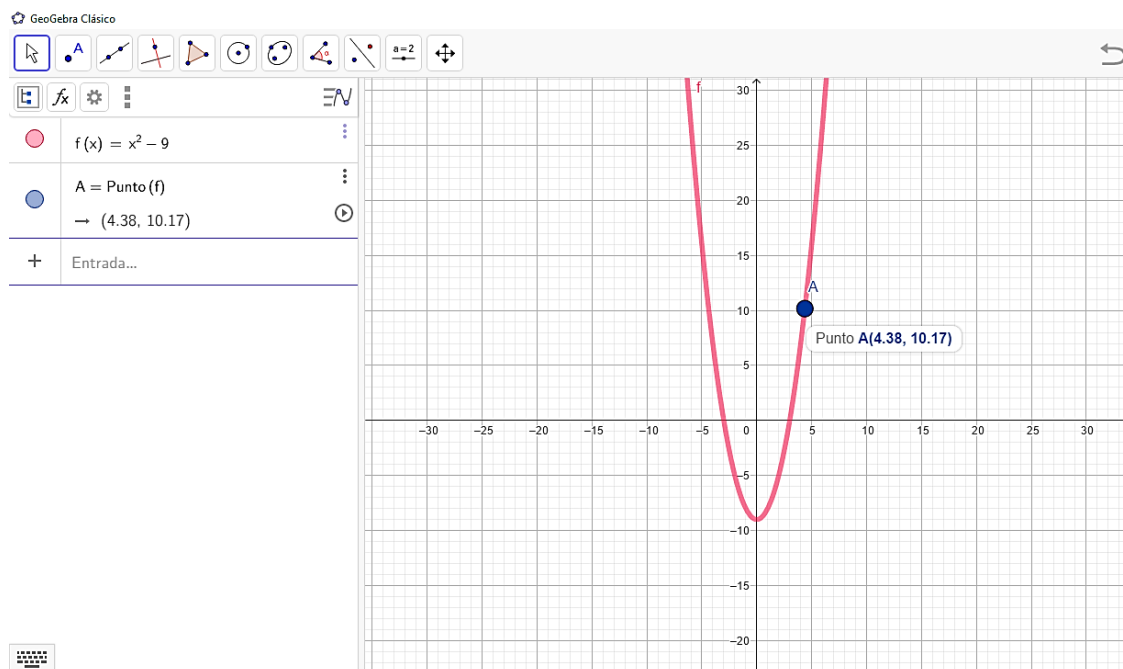 GeoGebra Clásico
A
a=2
fx
f(x) = x² – 9
A = Punto(f)
→ (4.38, 10.17)
+ Entrada...
f
30
25
20
15
A
10
Punto A(4.38, 10.17)
5
–30 –25 –20 –15 –10 –5 0 5 10 15 20 25 30
–5
–10
–15
–20